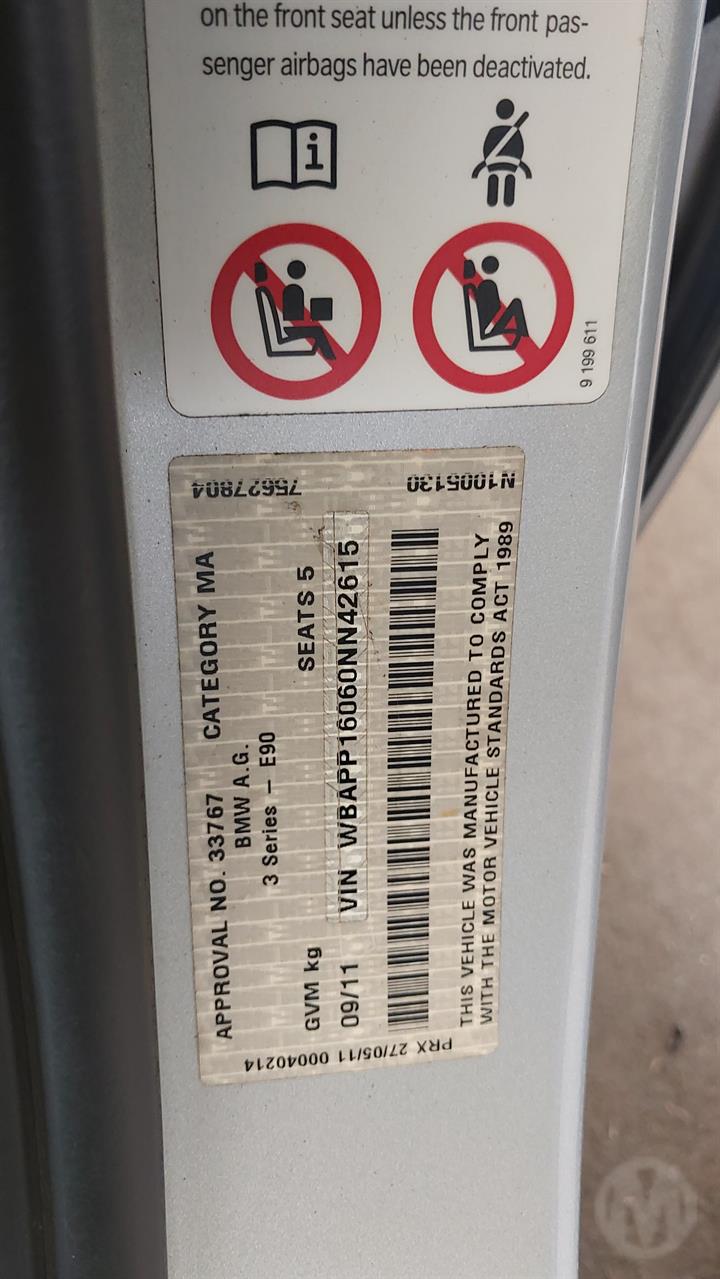 on the front seat unless the front pas-
senger airbags have been deactivated.
i
9 199 611
75627804
N1005130
APPROVAL NO. 33767 CATEGORY MA
BMW A.G.
3 Series - E90
GVM kg SEATS 5
09/11 VIN WBAPP16060NN42615
THIS VEHICLE WAS MANUFACTURED TO COMPLY
WITH THE MOTOR VEHICLE STANDARDS ACT 1989
PRX 27/05/11 00040214
M